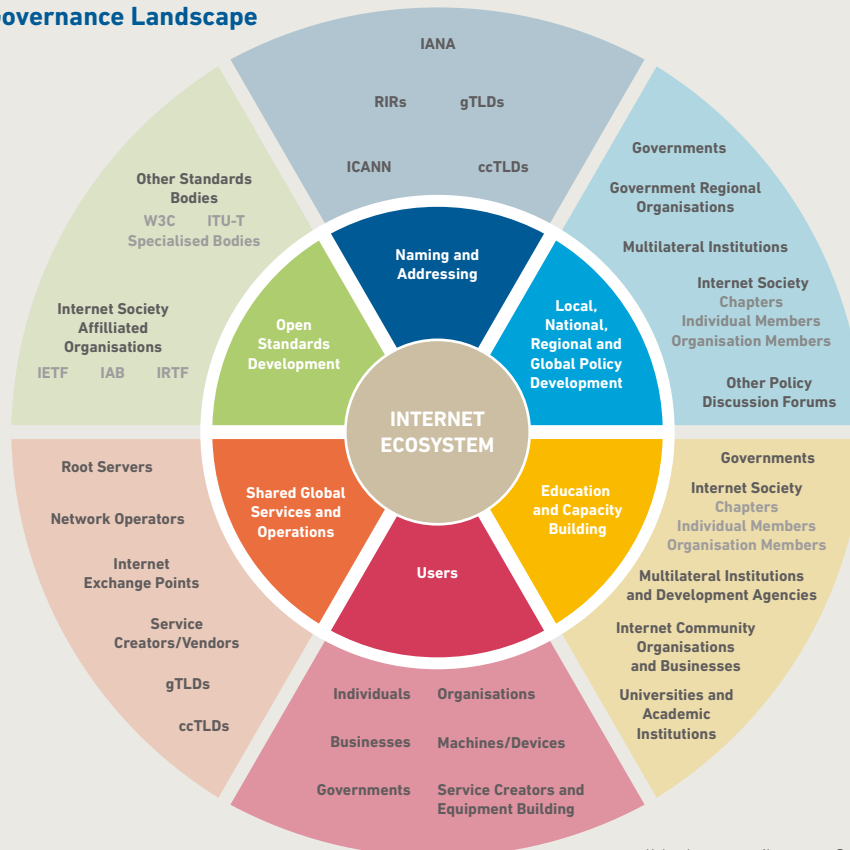 overnance Landscape
IANA
RIRs gTLDs
ICANN ccTLDs
Naming and
Addressing
Governments
Government Regional
Organisations
Multilateral Institutions
Internet Society
Chapters
Individual Members
Organisation Members
Other Policy
Discussion Forums
Local,
National,
Regional and
Global Policy
Development
Other Standards
Bodies
W3C ITU-T
Specialised Bodies
Internet Society
Affilliated
Organisations
IETF IAB IRTF
Open
Standards
Development
INTERNET
ECOSYSTEM
Root Servers
Network Operators
Internet
Exchange Points
Service
Creators/Vendors
gTLDs
ccTLDs
Shared Global
Services and
Operations
Education
and Capacity
Building
Governments
Internet Society
Chapters
Individual Members
Organisation Members
Multilateral Institutions
and Development Agencies
Internet Community
Organisations
and Businesses
Universities and
Academic
Institutions
Users
Individuals Organisations
Businesses Machines/Devices
Governments Service Creators and
Equipment Building